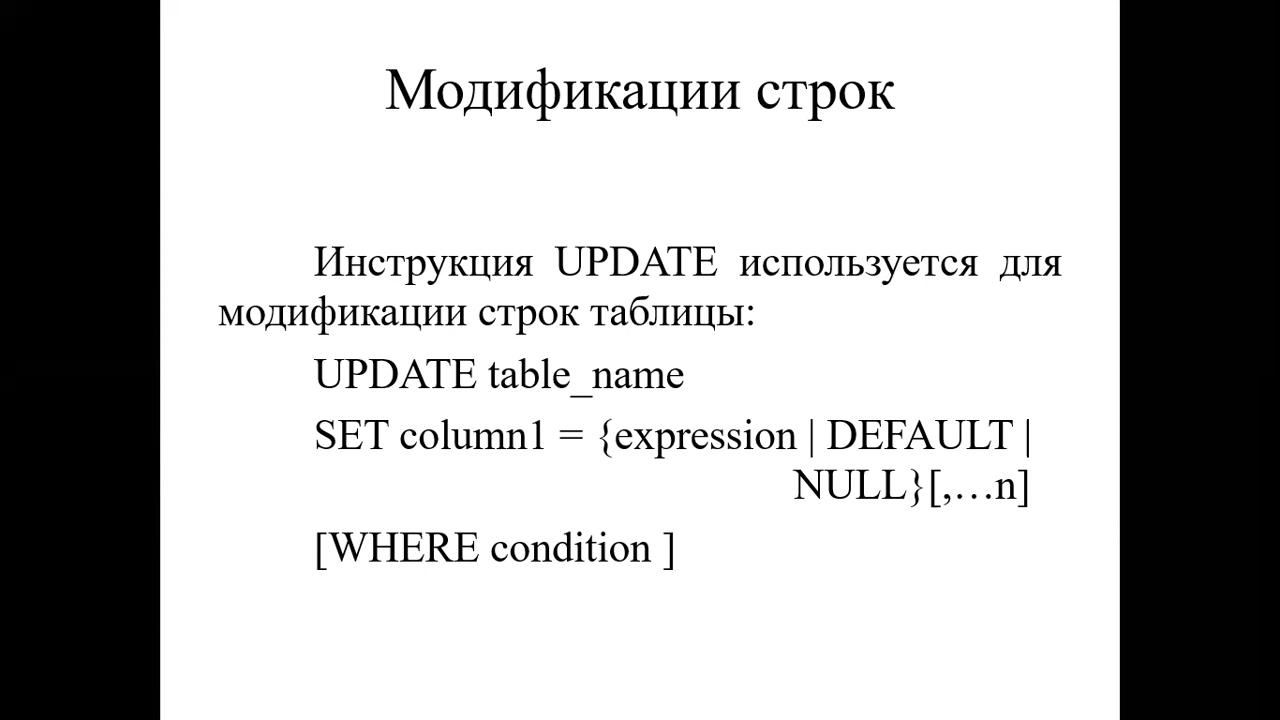 Модификации строк
Инструкция UPDATE используется для
модификации строк таблицы:
UPDATE table_name
SET column1 = {expression | DEFAULT |
NULL}[,…n]
[WHERE condition ]